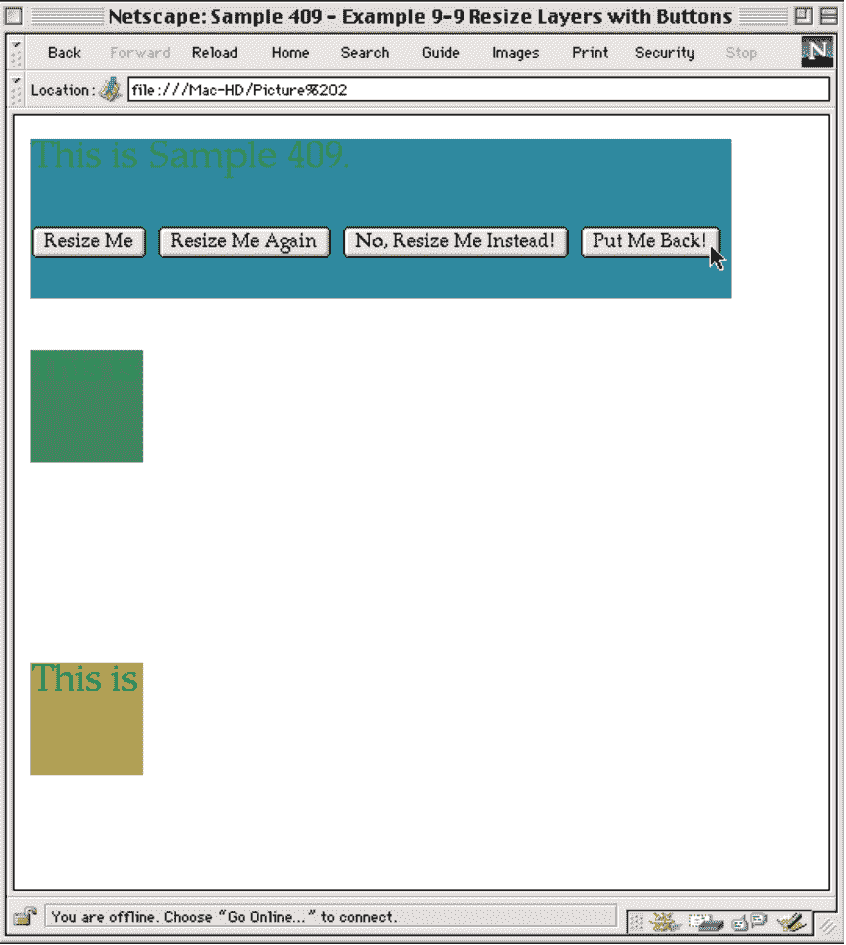 Netscape: Sample 409 - Example 9-9 Resize Layers with Buttons
Back Forward Reload Home Search Guide Images Print Security Stop
N
Location: file:///Mac-HD/Picture%202
This is Sample 409.
Resize Me Resize Me Again No, Resize Me Instead! Put Me Back!
This is
You are offline. Choose “Go Online...” to connect.